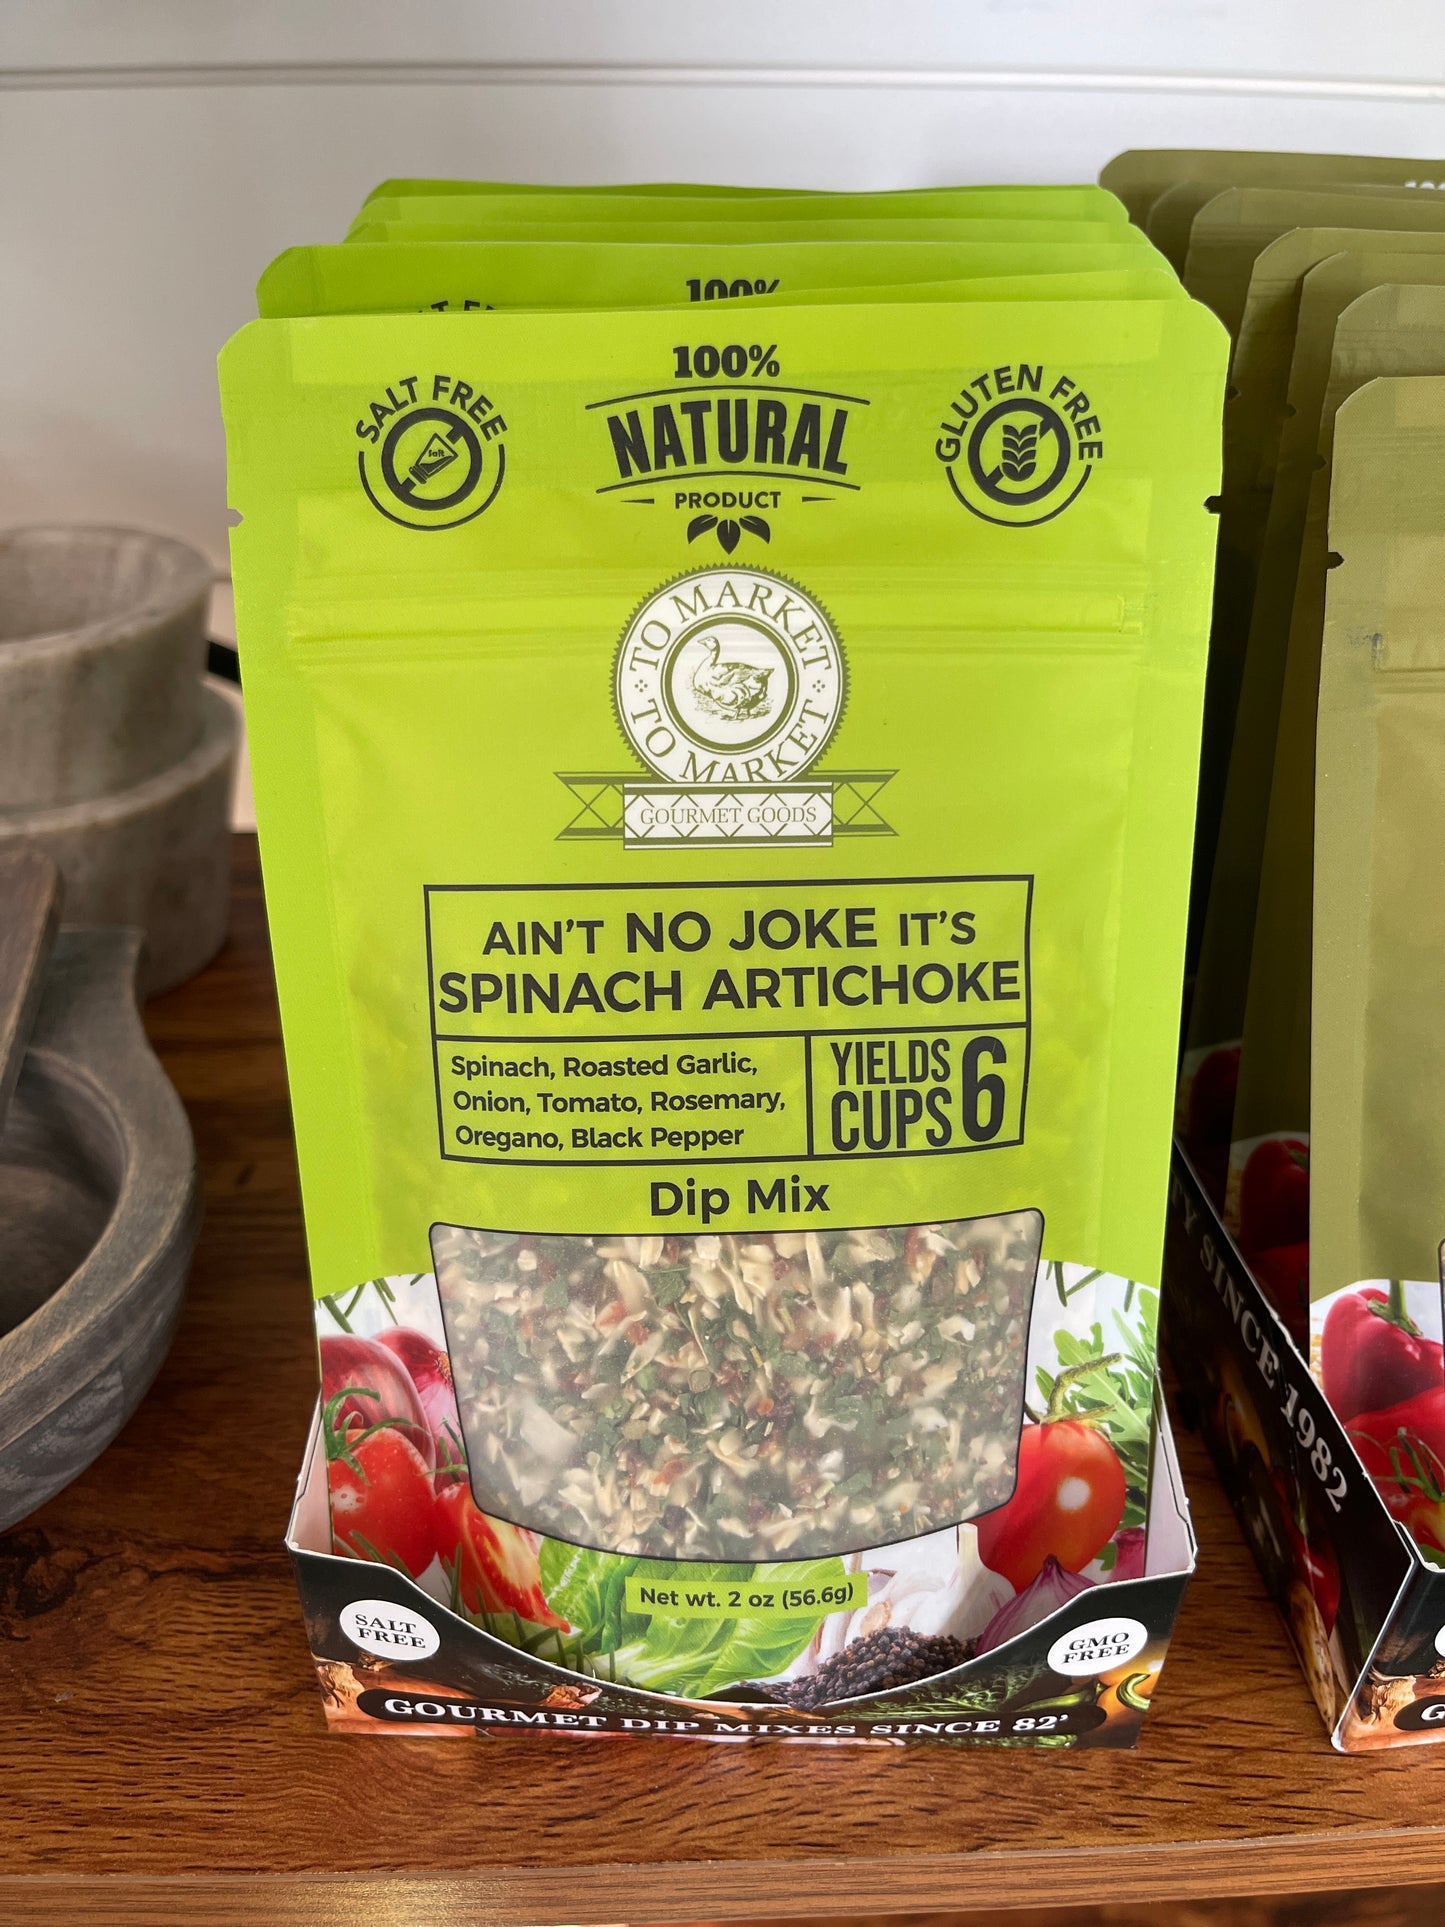 100%
SALT FREE
100%
NATURAL
PRODUCT
GLUTEN FREE
Salt
TO MARKET
TO MARKET
GOURMET GOODS
AIN'T NO JOKE IT'S
SPINACH ARTICHOKE
Spinach, Roasted Garlic,
Onion, Tomato, Rosemary,
Oregano, Black Pepper
YIELDS
CUPS 6
Dip Mix
Net wt. 2 oz (56.6g)
SALT
FREE
GMO
FREE
GOURMET DIP MIXES SINCE 82'
SINCE 1982